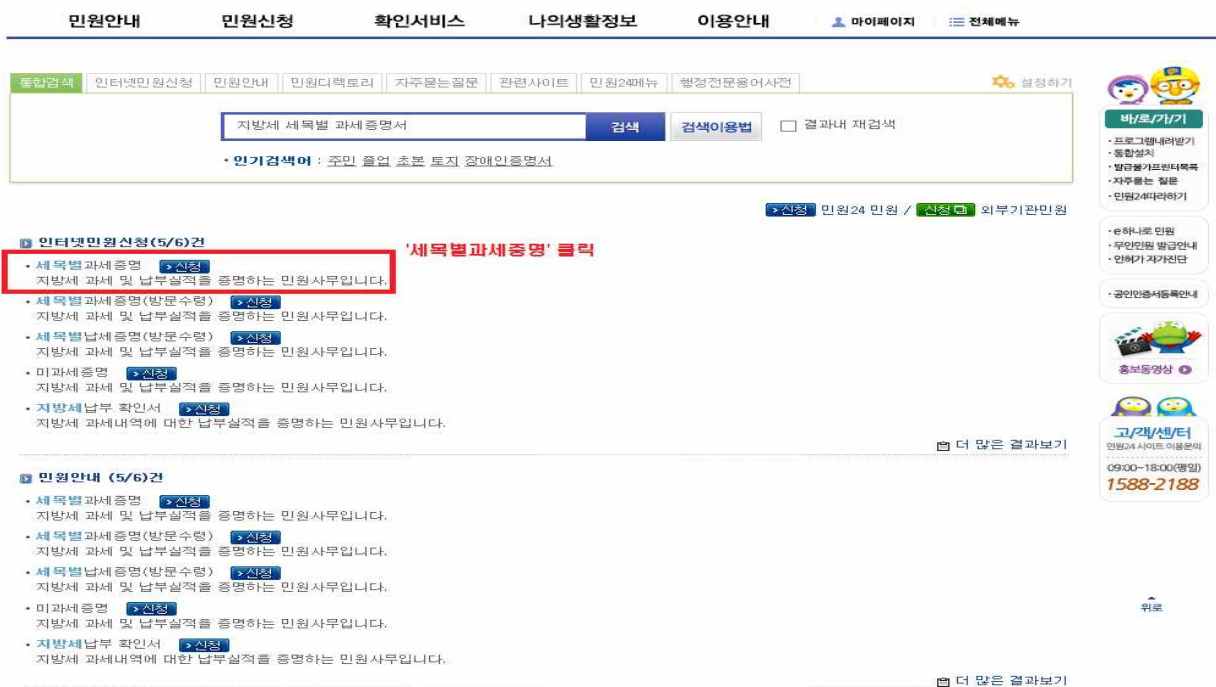 민원안내 민원신청 확인서비스 나의생활정보 이용안내 마이페이지 전체메뉴
통합검색 인터넷민원신청 민원안내 민원디렉토리 자주묻는질문 관련사이트 민원24메뉴 행정전문용어사전 설정하기
지방세 세목별 과세증명서 검색 검색이용법 결과내 재검색
· 인기검색어 : 주민 졸업 초본 토지 장애인증명서
신청 민원24 민원 / 신청 외부기관민원
인터넷민원신청(5/6)건
'세목별과세증명' 클릭
· 세목별과세증명 신청
지방세 과세 및 납부실적을 증명하는 민원사무입니다.
· 세목별과세증명(방문수령) 신청
지방세 과세 및 납부실적을 증명하는 민원사무입니다.
· 세목별납세증명(방문수령) 신청
지방세 과세 및 납부실적을 증명하는 민원사무입니다.
· 미과세증명 신청
지방세 과세 및 납부실적을 증명하는 민원사무입니다.
· 지방세납부 확인서 신청
지방세 과세내역에 대한 납부실적을 증명하는 민원사무입니다.
더 많은 결과보기
민원안내 (5/6)건
· 세목별과세증명 신청
지방세 과세 및 납부실적을 증명하는 민원사무입니다.
· 세목별과세증명(방문수령) 신청
지방세 과세 및 납부실적을 증명하는 민원사무입니다.
· 세목별납세증명(방문수령) 신청
지방세 과세 및 납부실적을 증명하는 민원사무입니다.
· 미과세증명 신청
지방세 과세 및 납부실적을 증명하는 민원사무입니다.
· 지방세납부 확인서 신청
지방세 과세내역에 대한 납부실적을 증명하는 민원사무입니다.
더 많은 결과보기
바/로/가/기
· 프로그램내려받기
· 통합설치
· 발급불가프린터목록
· 자주묻는 질문
· 민원24따라하기
· e하나로 민원
· 무인민원 발급안내
· 인허가 자가진단
· 공인인증서등록안내
홍보동영상
고/객/센/터
민원24 사이트 이용문의
09:00~18:00(평일)
1588-2188
위로